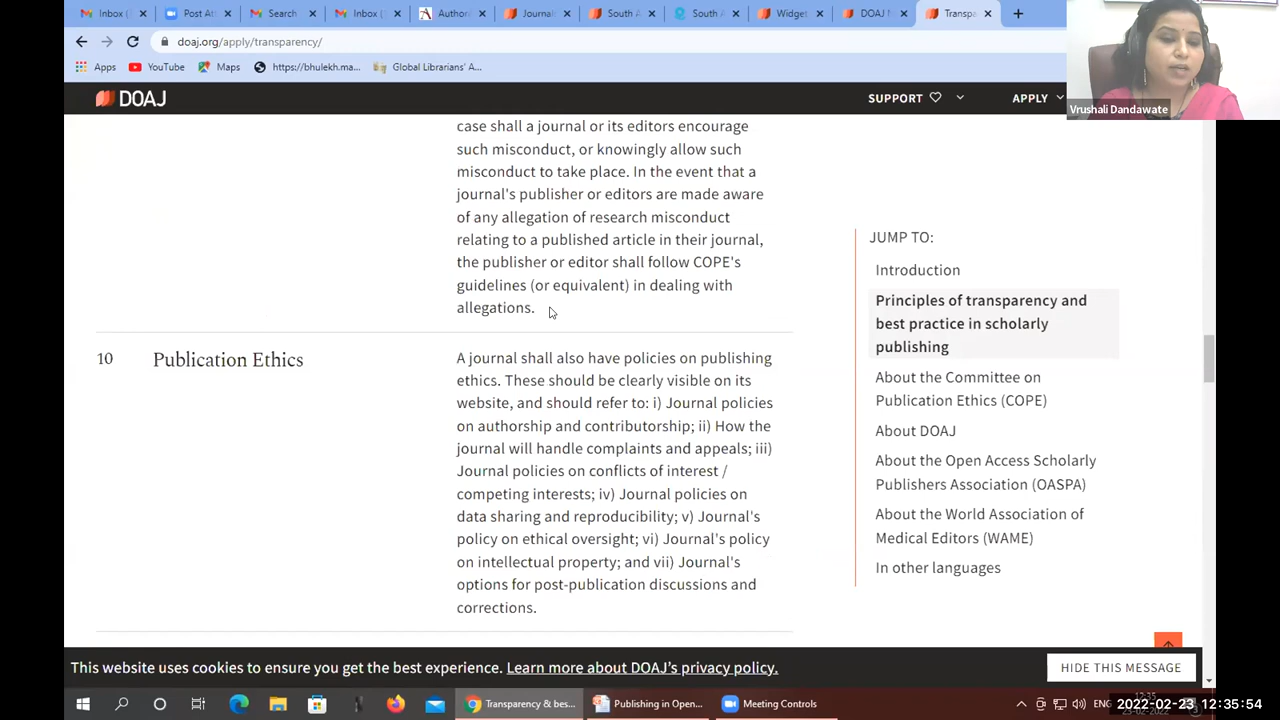 Inbox (
Post Ati
Search
Inbox (
Author
Journal
South A
South A
Widget
DOAJ
Transpa
doaj.org/apply/transparency/
Apps
YouTube
Maps
https://bhulekh.ma...
Global Librarians' A...
Vrushali Dandawate
DOAJ
SUPPORT
APPLY
case shall a journal or its editors encourage
such misconduct, or knowingly allow such
misconduct to take place. In the event that a
journal's publisher or editors are made aware
of any allegation of research misconduct
relating to a published article in their journal,
the publisher or editor shall follow COPE's
guidelines (or equivalent) in dealing with
allegations.
10
Publication Ethics
A journal shall also have policies on publishing
ethics. These should be clearly visible on its
website, and should refer to: i) Journal policies
on authorship and contributorship; ii) How the
journal will handle complaints and appeals; iii)
Journal policies on conflicts of interest /
competing interests; iv) Journal policies on
data sharing and reproducibility; v) Journal's
policy on ethical oversight; vi) Journal's policy
on intellectual property; and vii) Journal's
options for post-publication discussions and
corrections.
JUMP TO:
Introduction
Principles of transparency and
best practice in scholarly
publishing
About the Committee on
Publication Ethics (COPE)
About DOAJ
About the Open Access Scholarly
Publishers Association (OASPA)
About the World Association of
Medical Editors (WAME)
In other languages
This website uses cookies to ensure you get the best experience. Learn more about DOAJ's privacy policy.
HIDE THIS MESSAGE
Transparency & bes...
Publishing in Open...
Meeting Controls
ENG
12:35
2022-02-23 12:35:54